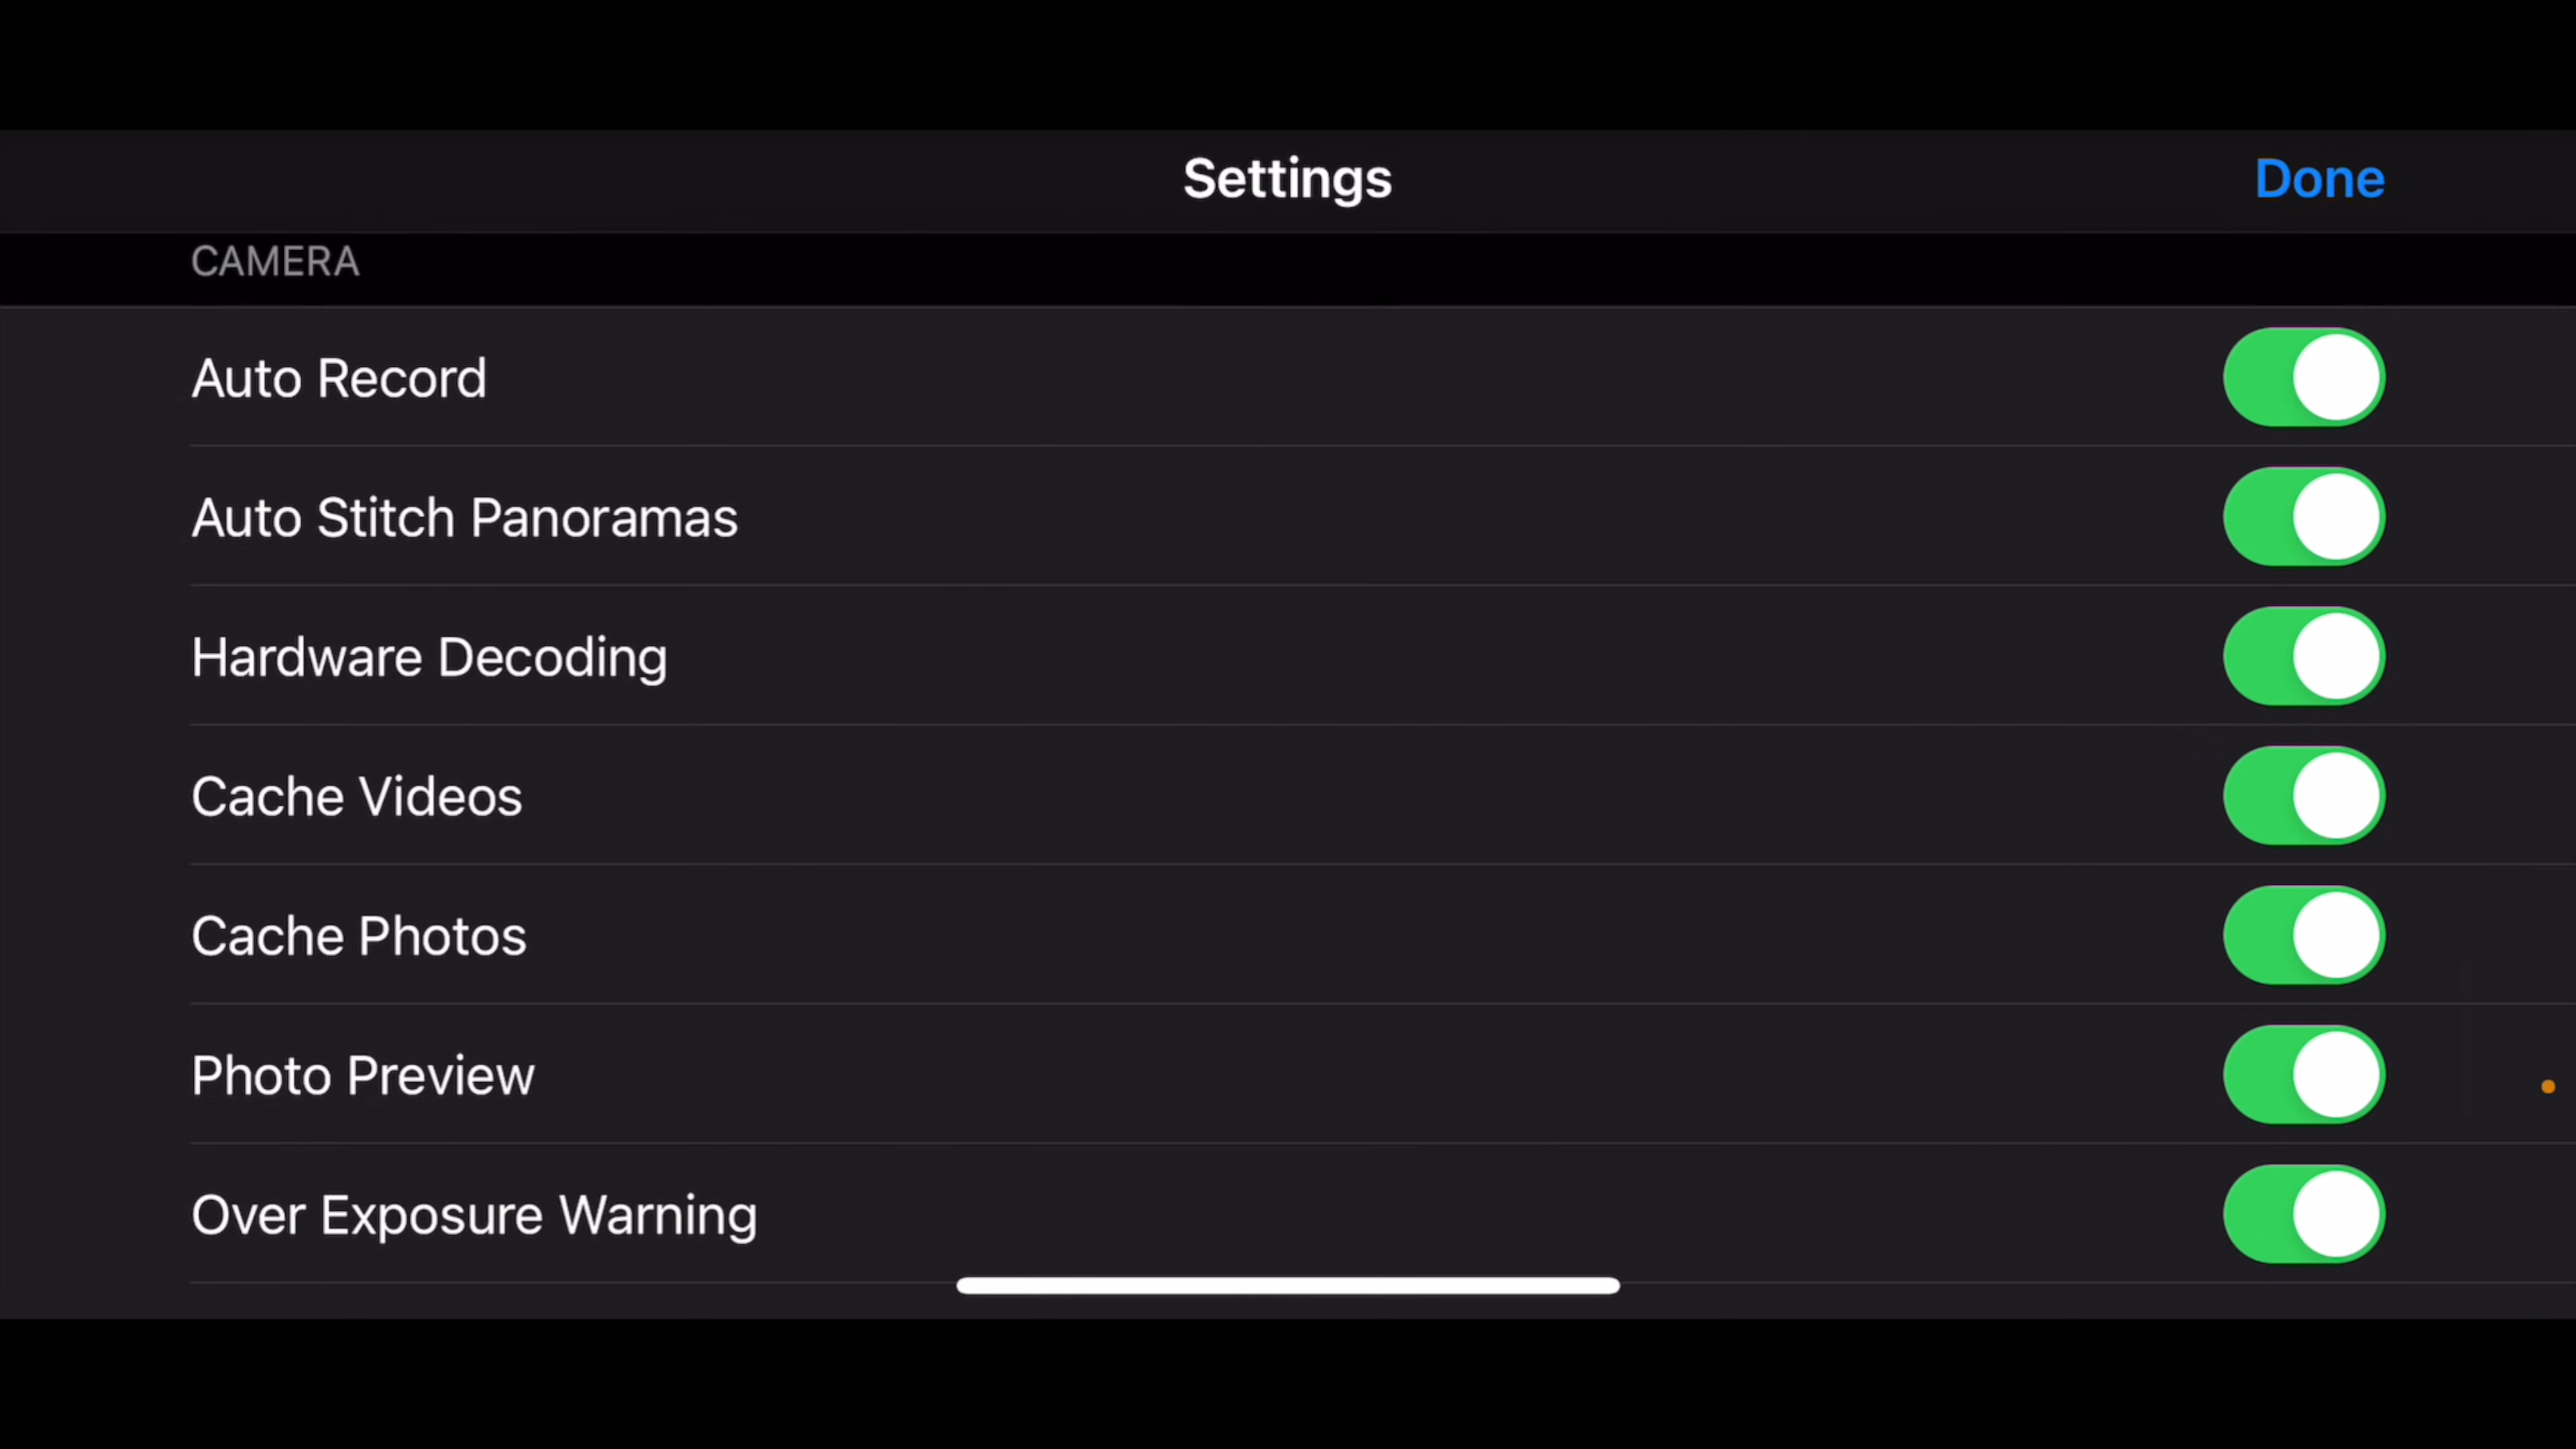 Settings
Done
CAMERA
Auto Record
Auto Stitch Panoramas
Hardware Decoding
Cache Videos
Cache Photos
Photo Preview
Over Exposure Warning